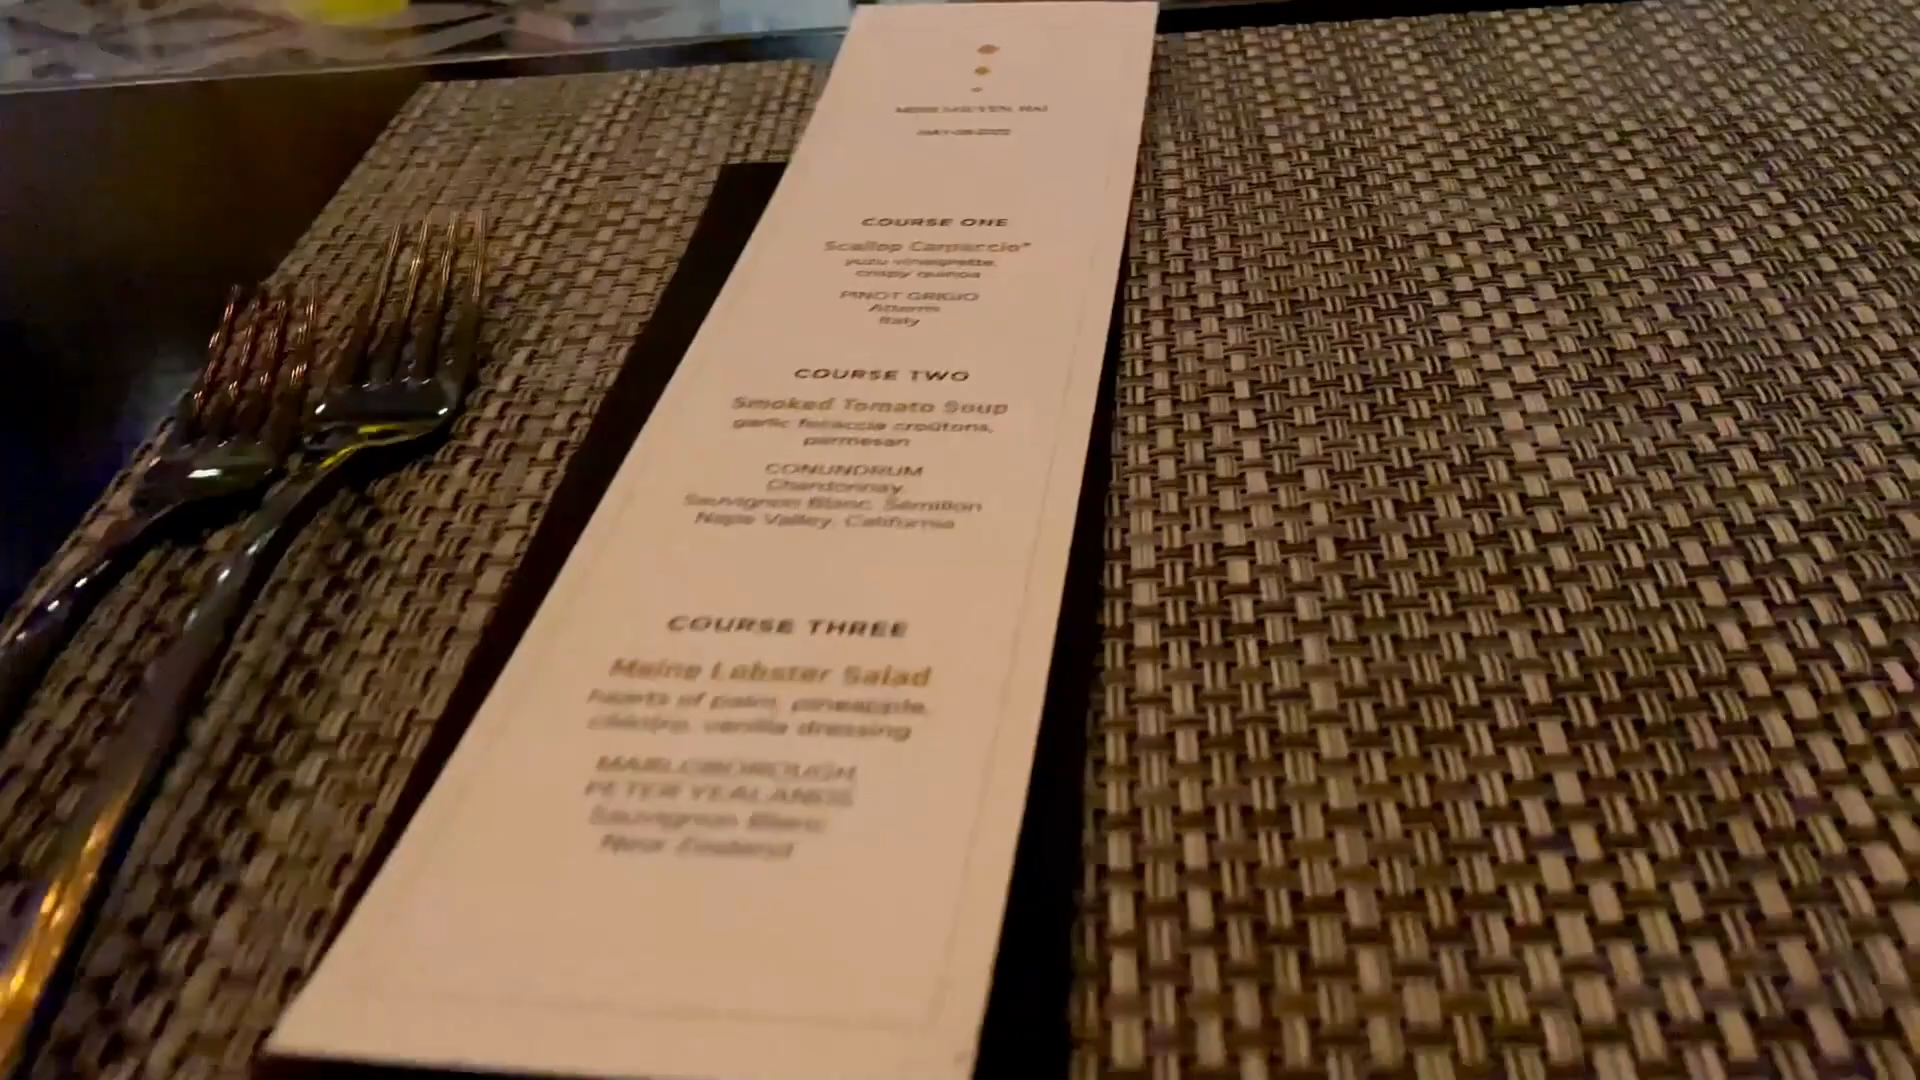 COURSE ONE
Scallop Carpaccio*
yuzu vinaigrette,
crispy quinoa
PINOT GRIGIO
Italy
COURSE TWO
Smoked Tomato Soup
garlic focaccia croûtons,
parmesan
CONUNDRUM
Chardonnay,
Sauvignon Blanc, Sémillon
Napa Valley, California
COURSE THREE
Maine Lobster Salad
hearts of palm, pineapple,
cilantro, vanilla dressing
MARLBOROUGH
PETER YEALANDS
Sauvignon Blanc
New Zealand